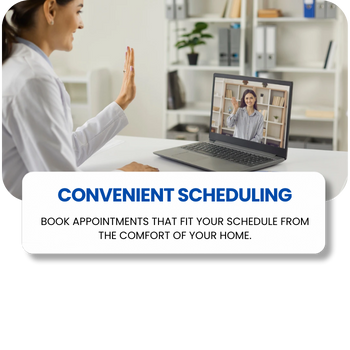 CONVENIENT SCHEDULING
BOOK APPOINTMENTS THAT FIT YOUR SCHEDULE FROM
THE COMFORT OF YOUR HOME.